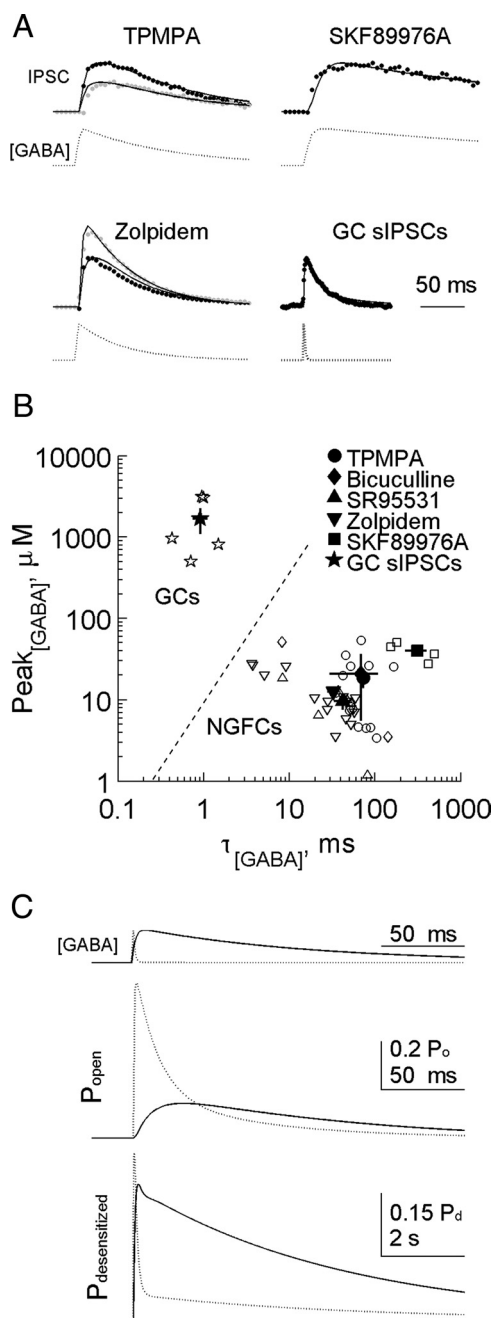 A
TPMPA
SKF89976A
IPSC
[GABA]
Zolpidem
GC sIPSCs
50 ms
B
Peak[GABA], μM
10000
1000
100
10
1
TPMPA
Bicuculline
SR95531
Zolpidem
SKF89976A
GC sIPSCs
GCs
NGFCs
0.1
1
10
100
1000
τ[GABA], ms
C
[GABA]
50 ms
Popen
0.2 Po
50 ms
Pdesensitized
0.15 Pd
2 s